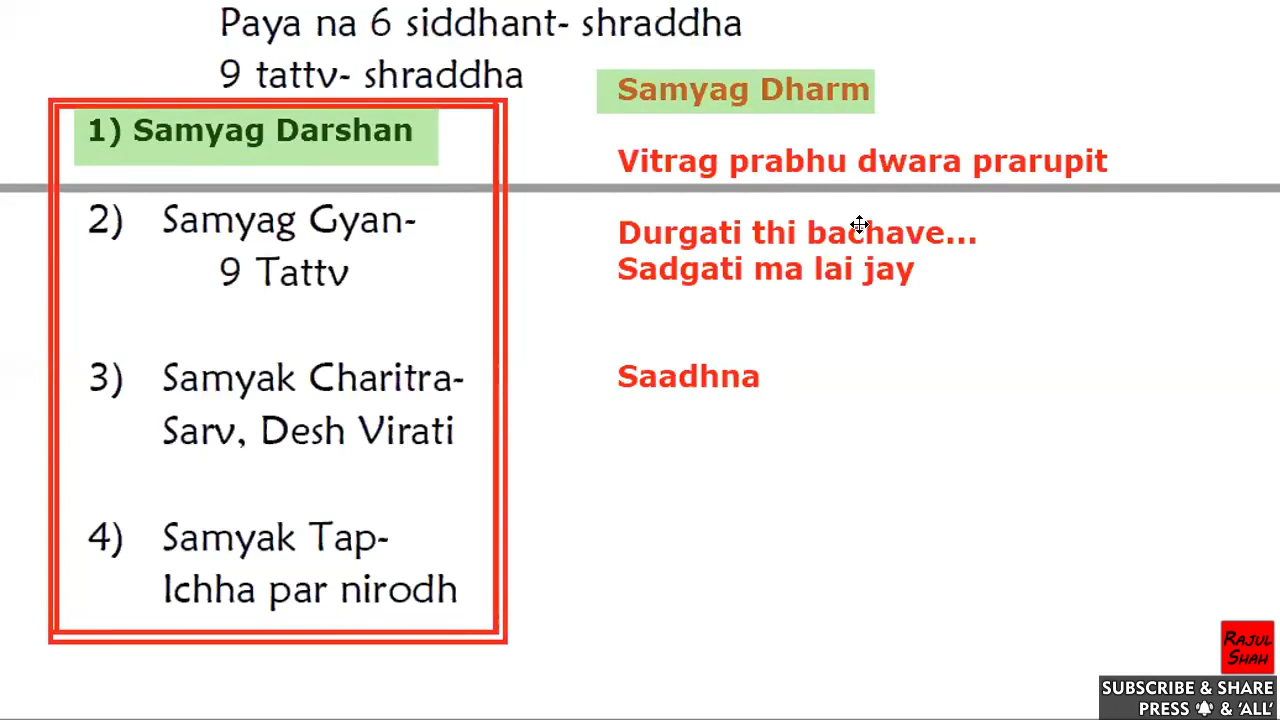 Paya na 6 siddhant- shraddha
9 tattv- shraddha
1) Samyag Darshan
2) Samyag Gyan-
9 Tattv
3) Samyak Charitra-
Sarv, Desh Virati
4) Samyak Tap-
Ichha par nirodh
Samyag Dharm
Vitrag prabhu dwara prarupit
Durgati thi bachave...
Sadgati ma lai jay
Saadhna
RAJUL
SHAH
SUBSCRIBE & SHARE
PRESS & 'ALL'